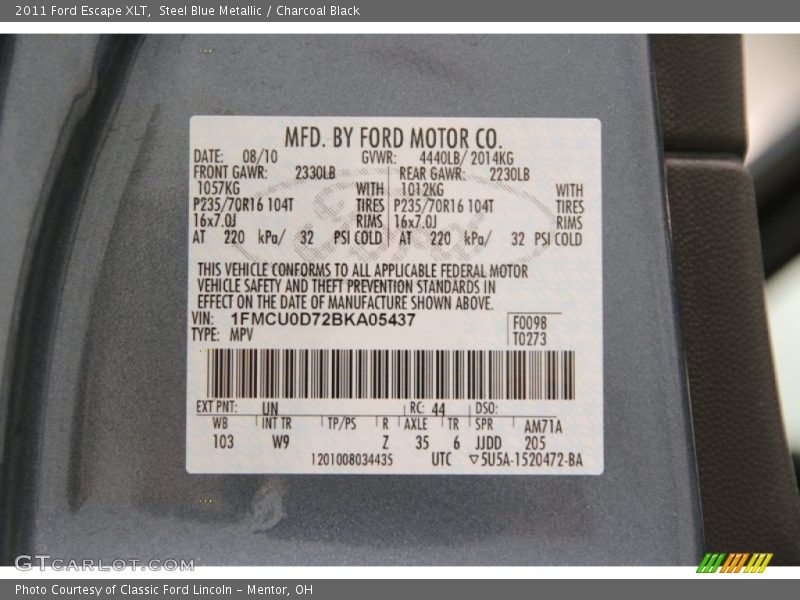 2011 Ford Escape XLT, Steel Blue Metallic / Charcoal Black
MFD. BY FORD MOTOR CO.
DATE: 08/10 GVWR: 4440LB/ 2014KG
FRONT GAWR: 2330LB REAR GAWR: 2230LB
1057KG WITH 1012KG WITH
P235/70R16 104T TIRES P235/70R16 104T TIRES
16x7.0J RIMS 16x7.0J RIMS
AT 220 kPa/ 32 PSI COLD AT 220 kPa/ 32 PSI COLD
THIS VEHICLE CONFORMS TO ALL APPLICABLE FEDERAL MOTOR
VEHICLE SAFETY AND THEFT PREVENTION STANDARDS IN
EFFECT ON THE DATE OF MANUFACTURE SHOWN ABOVE.
VIN: 1FMCU0D72BKA05437
F0098
TYPE: MPV T0273
EXT PNT: UN RC: 44 DSO:
WB INT TR TP/PS R AXLE TR SPR AM71A
103 W9 Z 35 6 JJDD 205
1201008034435 UTC ▽5U5A-1520472-BA
GTCARLOT.COM
Photo Courtesy of Classic Ford Lincoln - Mentor, OH